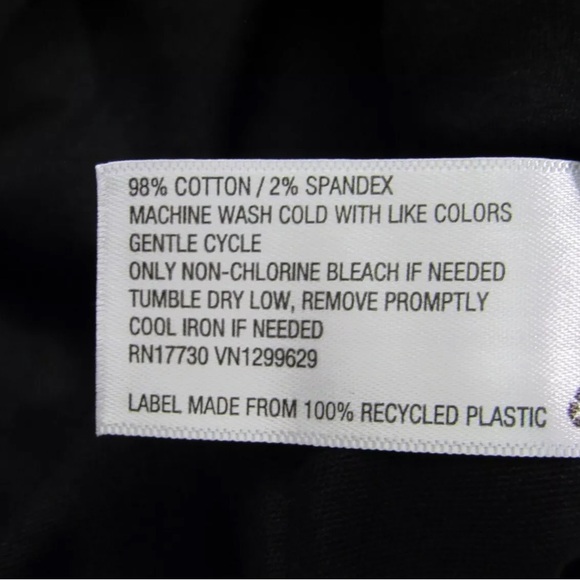 98% COTTON / 2% SPANDEX
MACHINE WASH COLD WITH LIKE COLORS
GENTLE CYCLE
ONLY NON-CHLORINE BLEACH IF NEEDED
TUMBLE DRY LOW, REMOVE PROMPTLY
COOL IRON IF NEEDED
RN17730 VN1299629
LABEL MADE FROM 100% RECYCLED PLASTIC